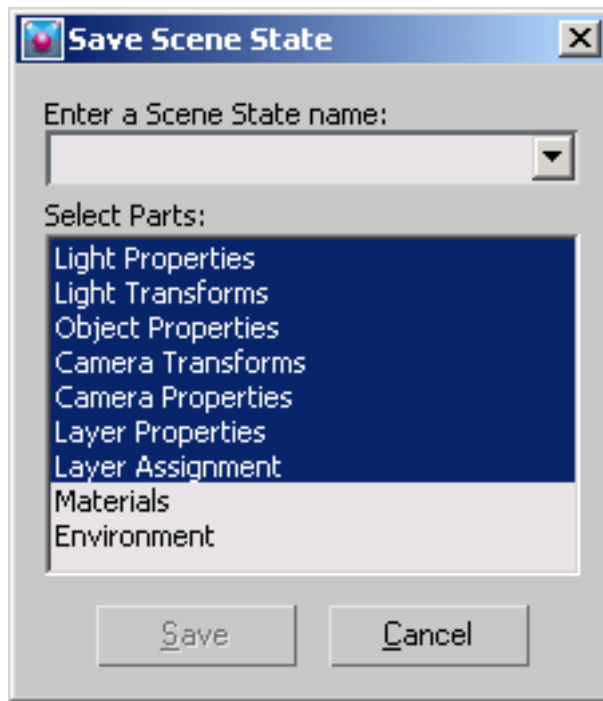 Save Scene State
Enter a Scene State name:
Select Parts:
Light Properties
Light Transforms
Object Properties
Camera Transforms
Camera Properties
Layer Properties
Layer Assignment
Materials
Environment
Save
Cancel